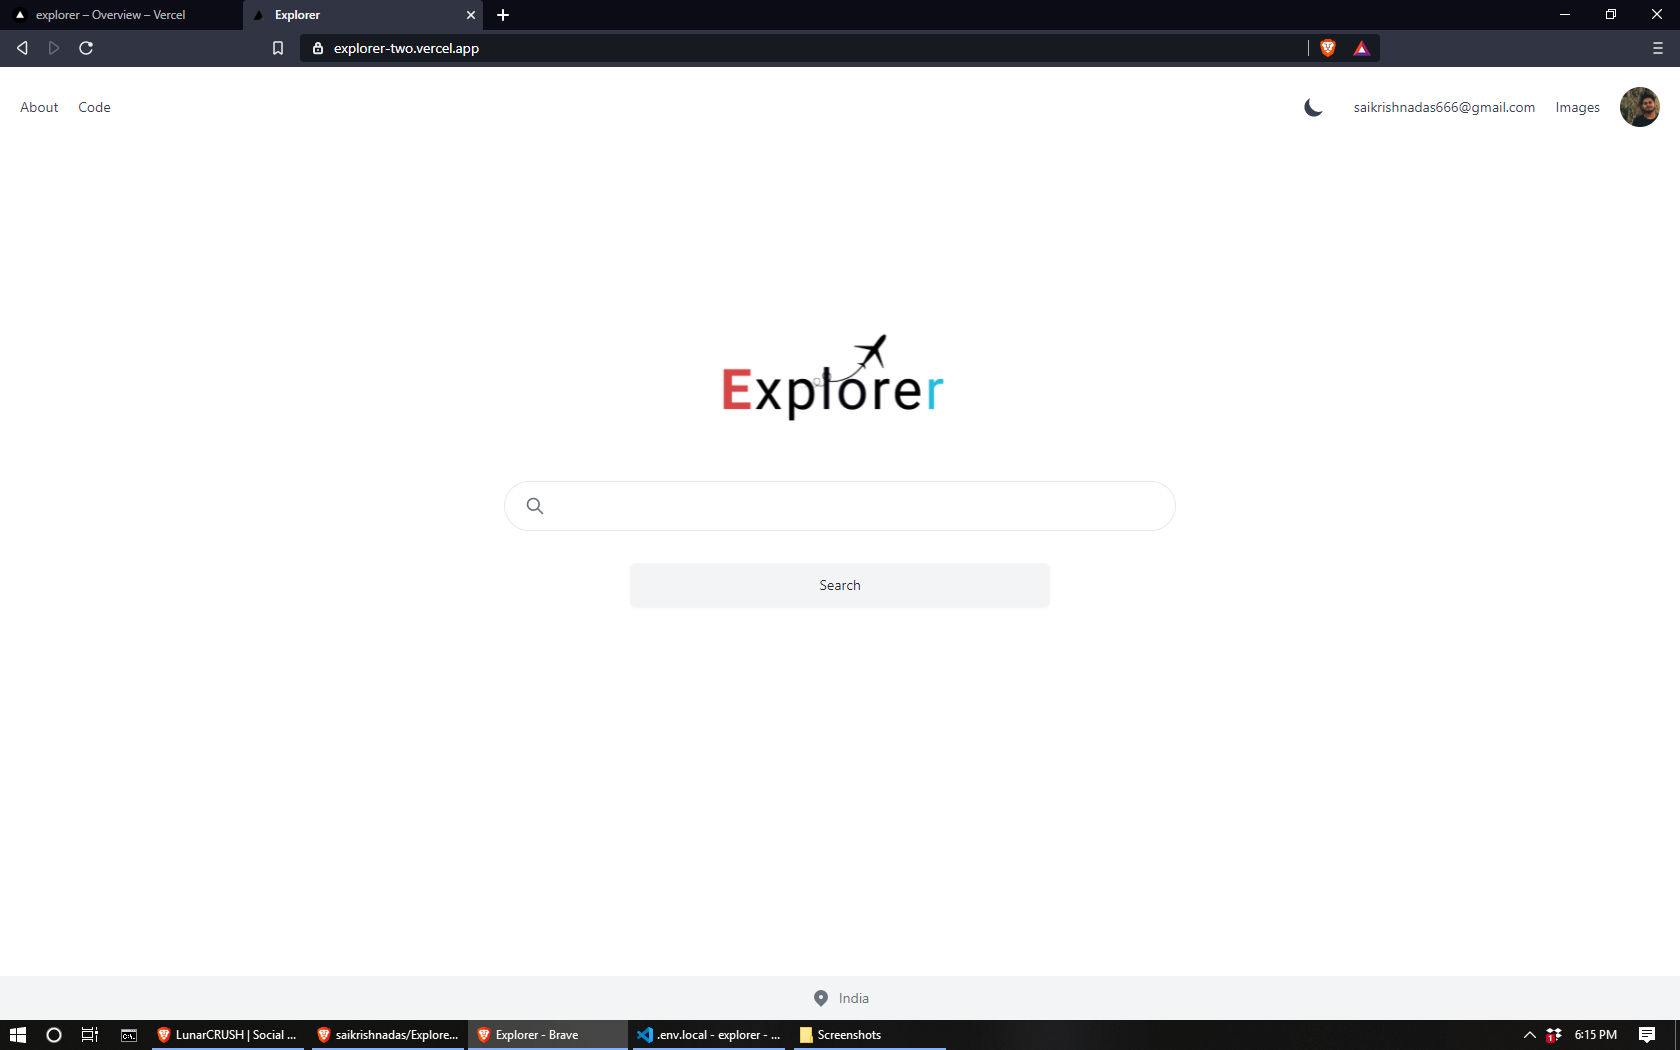 explorer – Overview – Vercel
Explorer
explorer-two.vercel.app
About
Code
saikrishnadas666@gmail.com
Images
Explorer
Search
India
LunarCRUSH | Social ...
saikrishnadas/Explore...
Explorer - Brave
.env.local - explorer - ...
Screenshots
1
6:15 PM